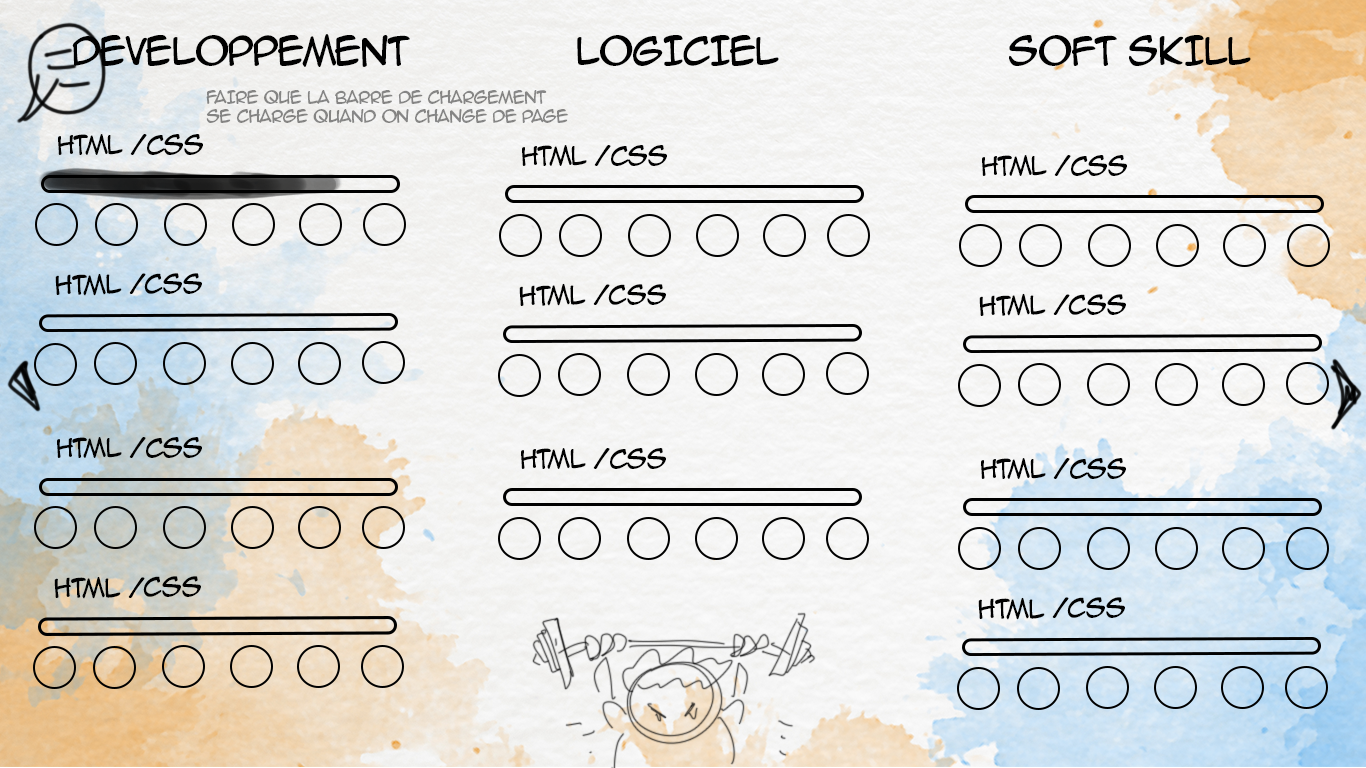 DEVELOPPEMENT
FAIRE QUE LA BARRE DE CHARGEMENT
SE CHARGE QUAND ON CHANGE DE PAGE
HTML /CSS
HTML /CSS
HTML /CSS
HTML /CSS
LOGICIEL
HTML /CSS
HTML /CSS
HTML /CSS
SOFT SKILL
HTML /CSS
HTML /CSS
HTML /CSS
HTML /CSS